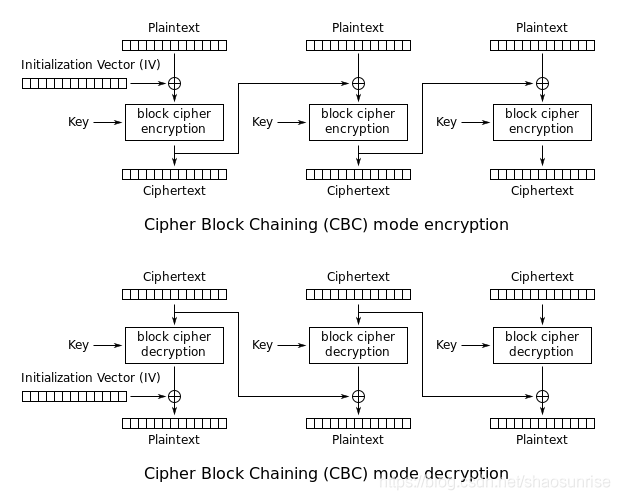 Plaintext Plaintext Plaintext
Initialization Vector (IV)
Key block cipher encryption Key block cipher encryption Key block cipher encryption
Ciphertext Ciphertext Ciphertext
Cipher Block Chaining (CBC) mode encryption
Ciphertext Ciphertext Ciphertext
Key block cipher decryption Key block cipher decryption Key block cipher decryption
Initialization Vector (IV)
Plaintext Plaintext Plaintext
Cipher Block Chaining (CBC) mode decryption
https://blog.csdn.net/shaosunrise